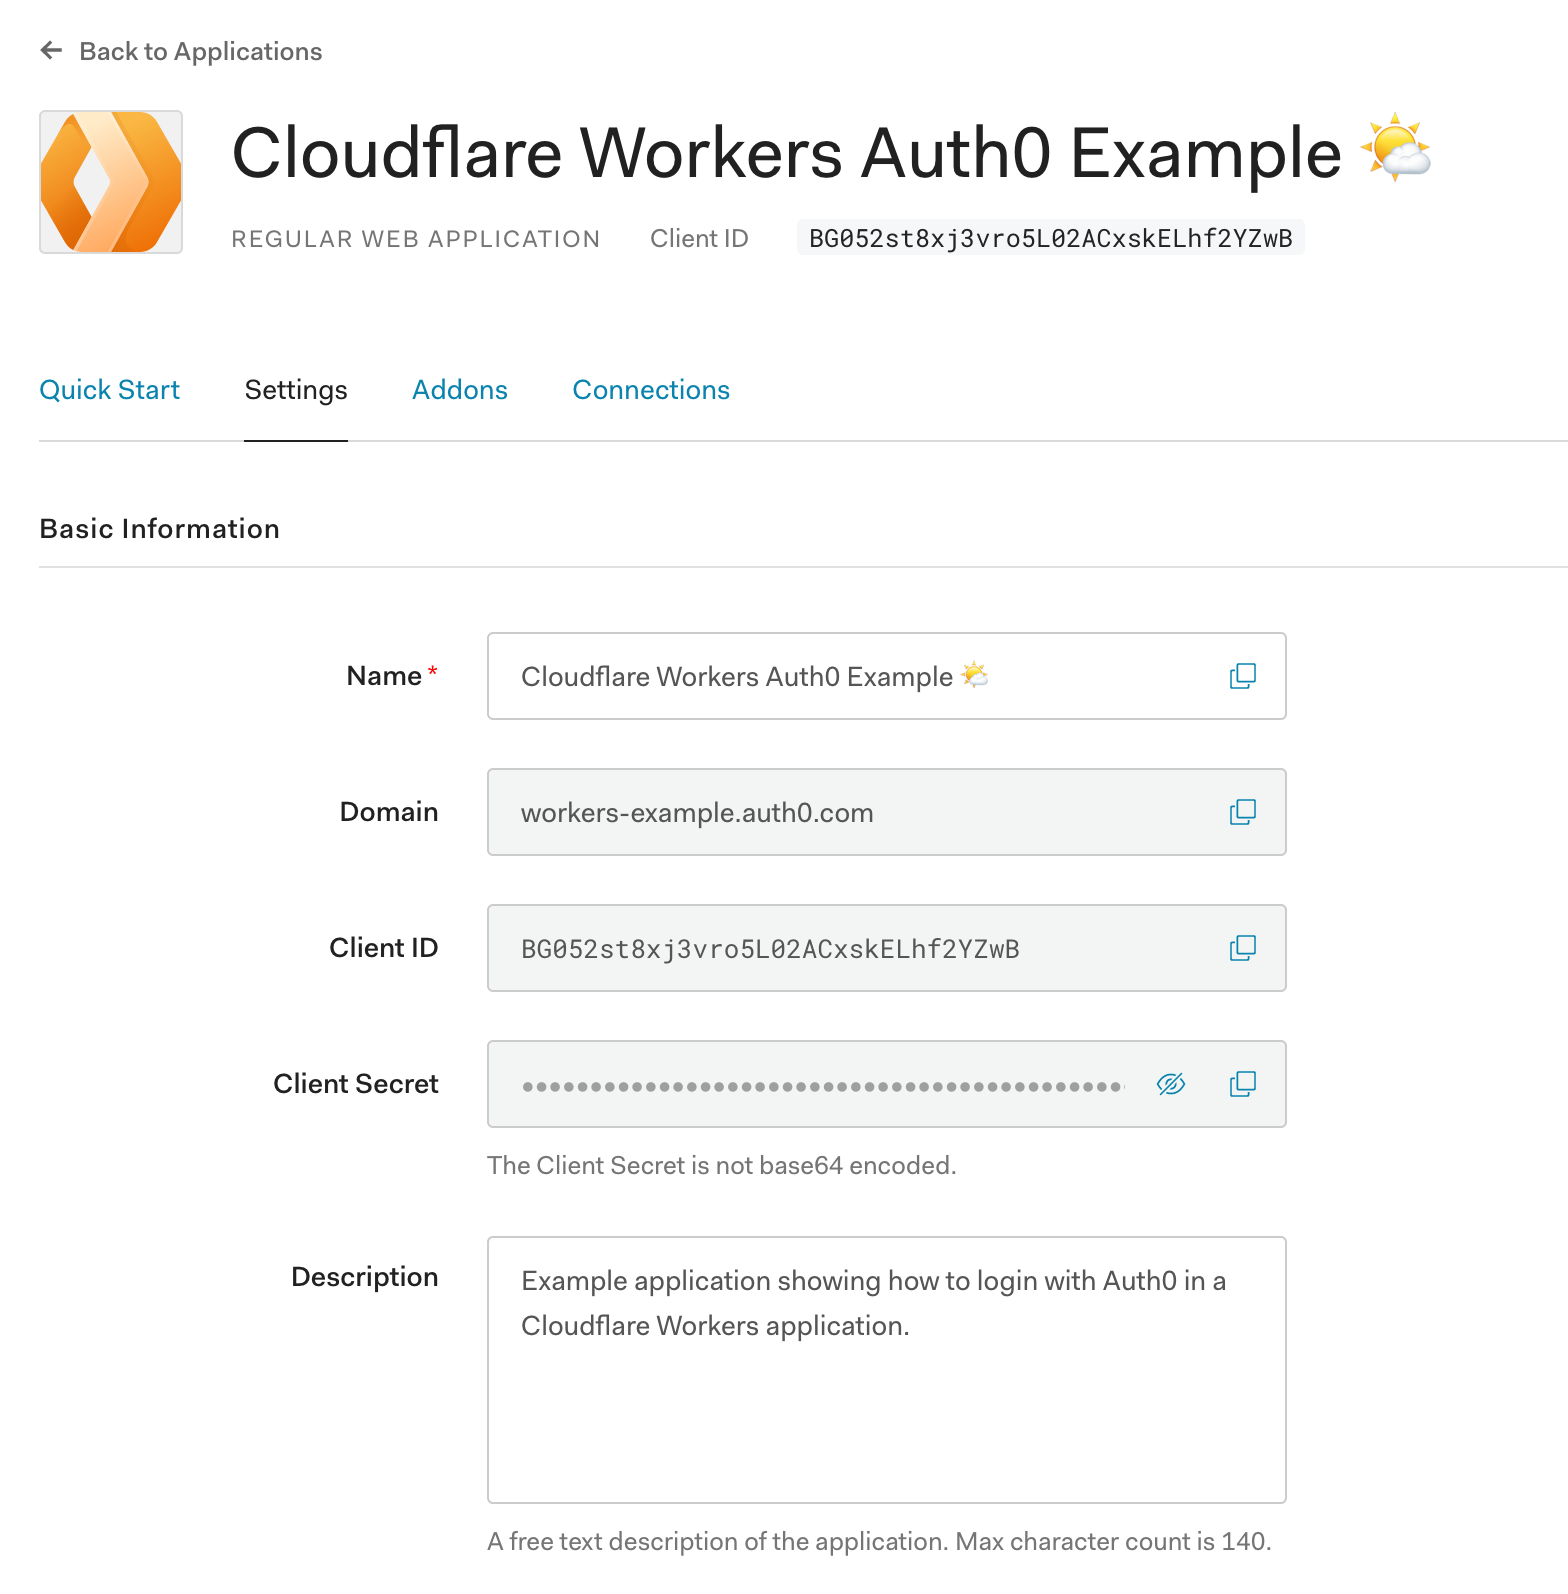 Back to Applications
Cloudflare Workers Auth0 Example 🌤️
REGULAR WEB APPLICATION Client ID BG052st8xj3vro5L02ACxskELhf2YZwB
Quick Start Settings Addons Connections
Basic Information
Name * Cloudflare Workers Auth0 Example 🌤️
Domain workers-example.auth0.com
Client ID BG052st8xj3vro5L02ACxskELhf2YZwB
Client Secret
The Client Secret is not base64 encoded.
Description Example application showing how to login with Auth0 in a
Cloudflare Workers application.
A free text description of the application. Max character count is 140.